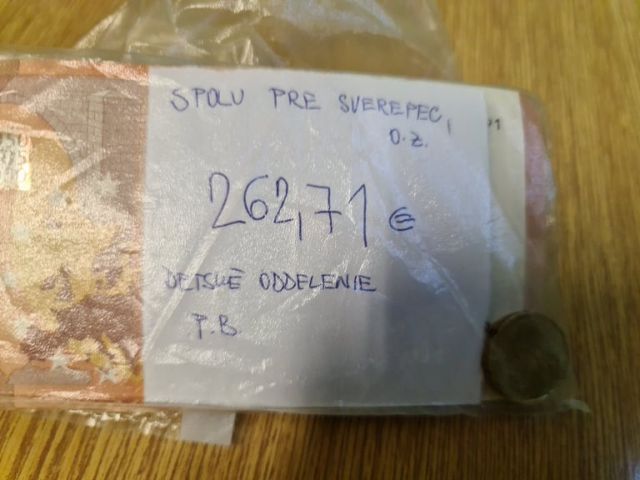 SPOLU PRE SVEREPEC,
O.Z.
262,71 €
DETSKÉ ODDELENIE
P.B.